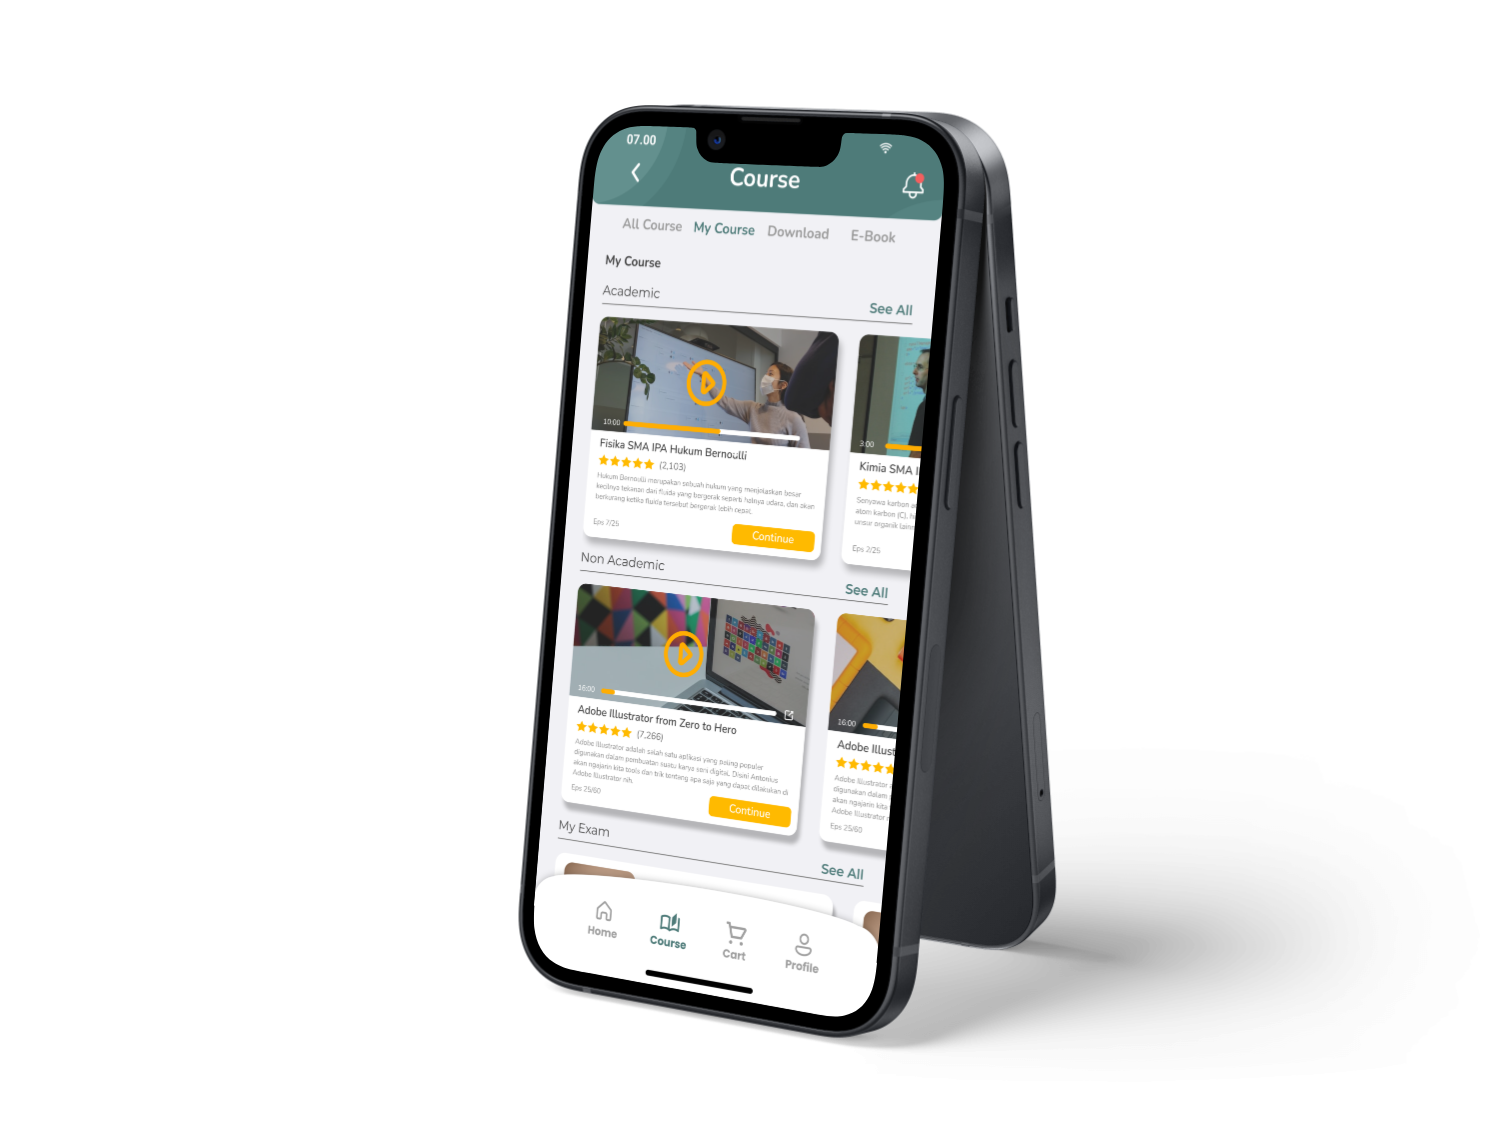 07.00
Course
All Course My Course Download E-Book
My Course
Academic
See All
10:00
3:00
Fisika SMA IPA Hukum Bernoulli
(2,103)
Hukum Bernoulli merupakan sebuah hukum yang menjelaskan besar
kecilnya tekanan dari fluida yang bergerak seperti halnya udara, dan akan
berkurang ketika fluida tersebut bergerak lebih cepat.
Eps 7/25
Continue
Kimia SMA I
Senyawa karbon
atom karbon (C), 
unsur organik lainn
Eps 2/25
Non Academic
See All
16:00
16:00
Adobe Illustrator from Zero to Hero
(7,266)
Adobe Illustrator adalah salah satu aplikasi yang paling populer
digunakan dalam pembuatan suatu karya seni digital. Disini Antonius
akan ngajarin kita tools dan trik tentang apa saja yang dapat dilakukan di
Adobe Illustrator nih.
Eps 25/60
Continue
Adobe Illust
Adobe Illustrator
digunakan dalam
akan ngajarin kita
Adobe Illustrator
Eps 25/60
My Exam
See All
Home
Course
Cart
Profile